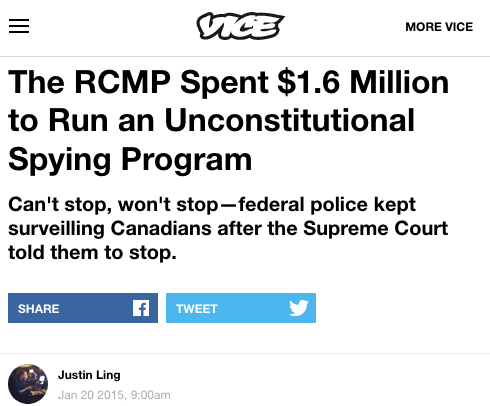 VICE
MORE VICE
The RCMP Spent $1.6 Million
to Run an Unconstitutional
Spying Program
Can't stop, won't stop—federal police kept
surveilling Canadians after the Supreme Court
told them to stop.
SHARE
TWEET
Justin Ling
Jan 20 2015, 9:00am